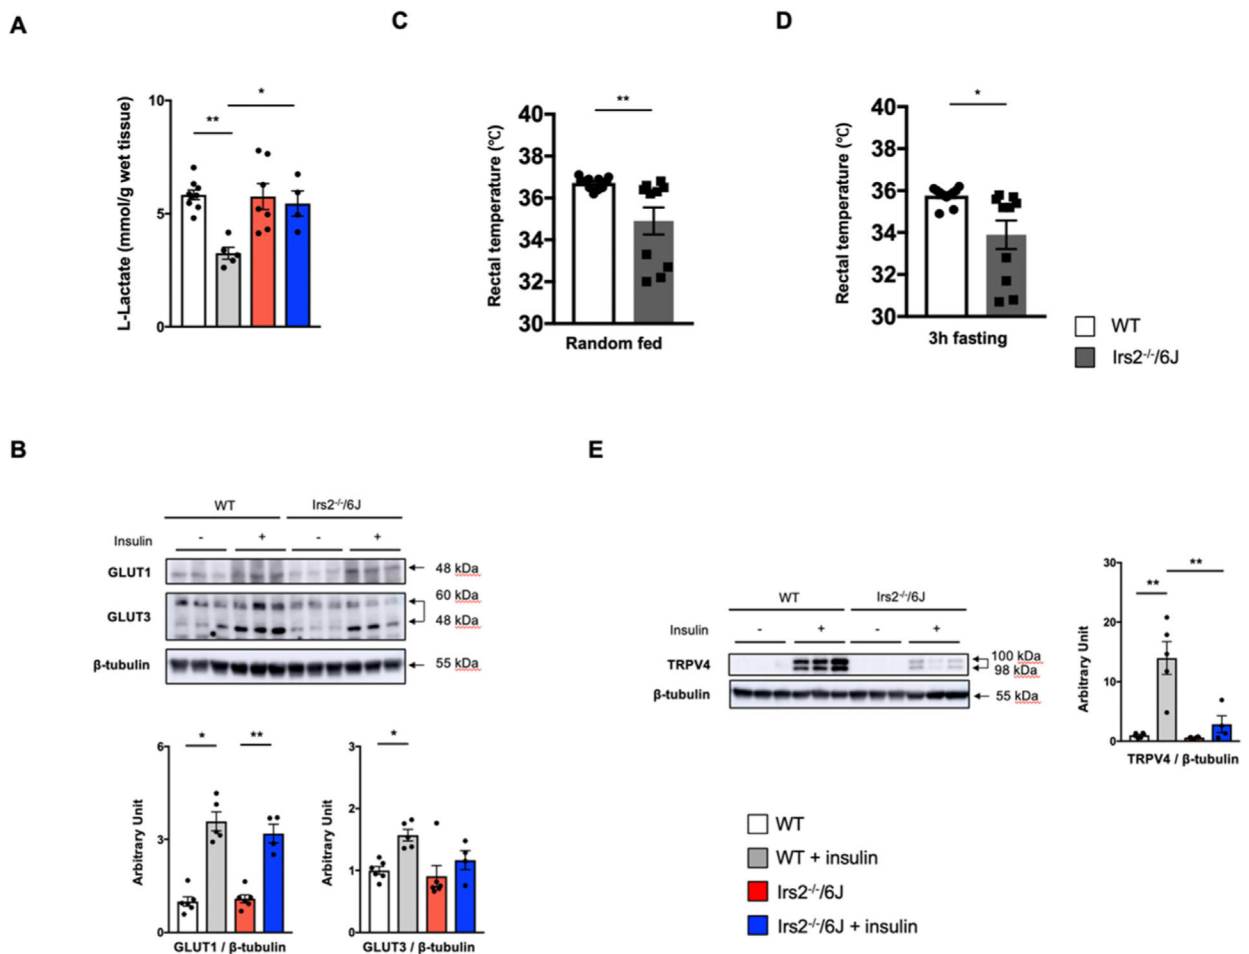 A
L-Lactate (mmol/g wet tissue)
10
5
0
**
*
C
Rectal temperature (℃)
40
38
36
34
32
30
**
Random fed
D
Rectal temperature (℃)
40
38
36
34
32
30
*
3h fasting
WT
Irs2-/-/6J
B
WT Irs2-/-/6J
Insulin - + - +
GLUT1 48 kDa
60 kDa
GLUT3 48 kDa
β-tubulin 55 kDa
Arbitrary Unit
6
3
0
*
**
GLUT1 / β-tubulin
Arbitrary Unit
3
2
1
0
*
GLUT3 / β-tubulin
E
WT Irs2-/-/6J
Insulin - + - +
TRPV4 100 kDa
98 kDa
β-tubulin 55 kDa
Arbitrary Unit
30
20
10
0
**
**
TRPV4 / β-tubulin
WT
WT + insulin
Irs2-/-/6J
Irs2-/-/6J + insulin